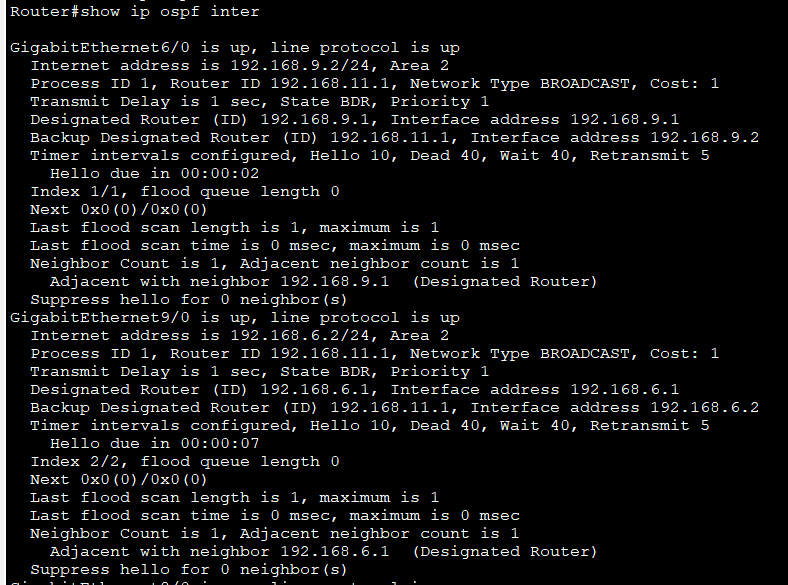 Router#show ip ospf inter
GigabitEthernet6/0 is up, line protocol is up
Internet address is 192.168.9.2/24, Area 2
Process ID 1, Router ID 192.168.11.1, Network Type BROADCAST, Cost: 1
Transmit Delay is 1 sec, State BDR, Priority 1
Designated Router (ID) 192.168.9.1, Interface address 192.168.9.1
Backup Designated Router (ID) 192.168.11.1, Interface address 192.168.9.2
Timer intervals configured, Hello 10, Dead 40, Wait 40, Retransmit 5
Hello due in 00:00:02
Index 1/1, flood queue length 0
Next 0x0(0)/0x0(0)
Last flood scan length is 1, maximum is 1
Last flood scan time is 0 msec, maximum is 0 msec
Neighbor Count is 1, Adjacent neighbor count is 1
Adjacent with neighbor 192.168.9.1  (Designated Router)
Suppress hello for 0 neighbor(s)
GigabitEthernet9/0 is up, line protocol is up
Internet address is 192.168.6.2/24, Area 2
Process ID 1, Router ID 192.168.11.1, Network Type BROADCAST, Cost: 1
Transmit Delay is 1 sec, State BDR, Priority 1
Designated Router (ID) 192.168.6.1, Interface address 192.168.6.1
Backup Designated Router (ID) 192.168.11.1, Interface address 192.168.6.2
Timer intervals configured, Hello 10, Dead 40, Wait 40, Retransmit 5
Hello due in 00:00:07
Index 2/2, flood queue length 0
Next 0x0(0)/0x0(0)
Last flood scan length is 1, maximum is 1
Last flood scan time is 0 msec, maximum is 0 msec
Neighbor Count is 1, Adjacent neighbor count is 1
Adjacent with neighbor 192.168.6.1  (Designated Router)
Suppress hello for 0 neighbor(s)